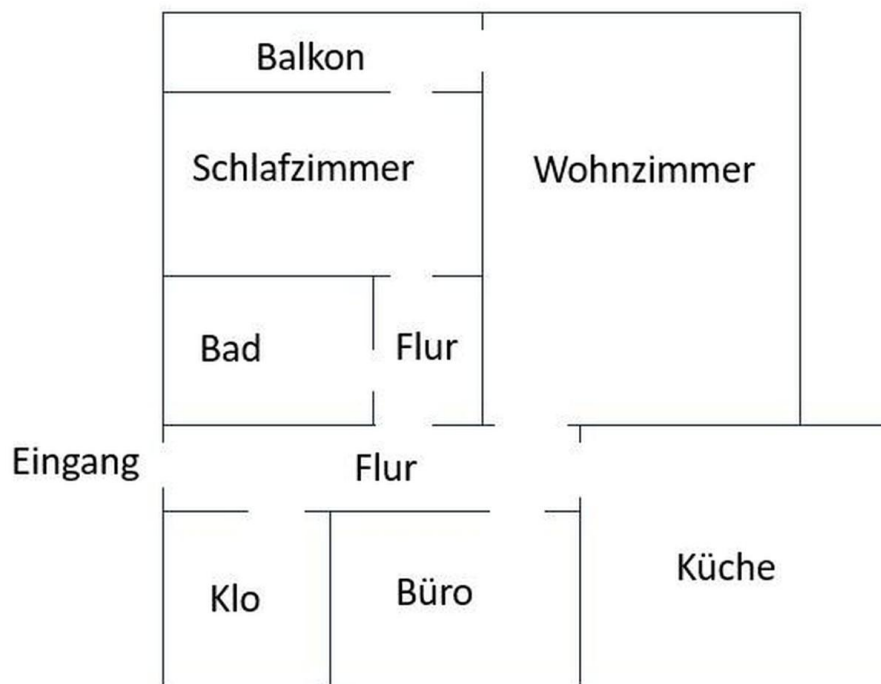 Balkon
Schlafzimmer
Wohnzimmer
Bad
Flur
Eingang
Flur
Klo
Büro
Küche